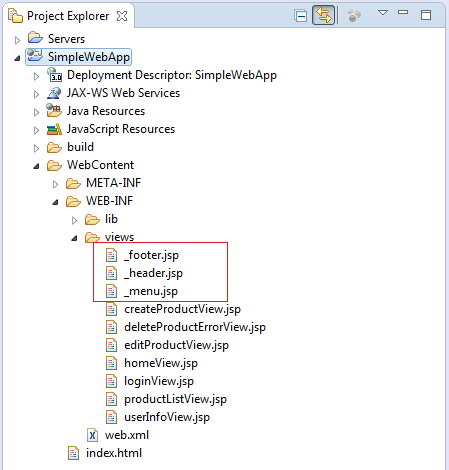 Project Explorer
Servers
SimpleWebApp
3.0 Deployment Descriptor: SimpleWebApp
JAX-WS Web Services
Java Resources
JavaScript Resources
build
WebContent
META-INF
WEB-INF
lib
views
_footer.jsp
_header.jsp
_menu.jsp
createProductView.jsp
deleteProductErrorView.jsp
editProductView.jsp
homeView.jsp
loginView.jsp
productListView.jsp
userInfoView.jsp
X web.xml
index.html